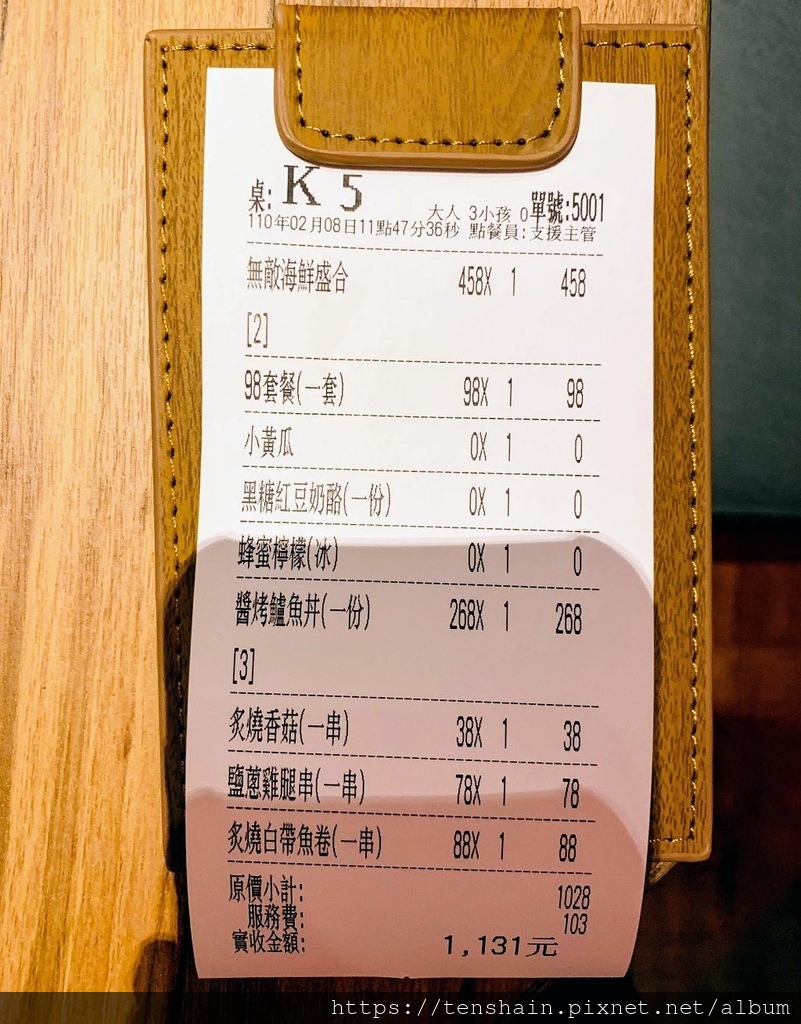 桌: K 5 大人 3小孩 0單號:5001
110年02月08日11點47分36秒 點餐員:支援主管
無敵海鮮盛合 458X 1 458
[2]
98套餐(一套) 98X 1 98
小黃瓜 0X 1 0
黑糖紅豆奶酪(一份) 0X 1 0
蜂蜜檸檬(冰) 0X 1 0
醬烤鱸魚丼(一份) 268X 1 268
[3]
炙燒香菇(一串) 38X 1 38
鹽蔥雞腿串(一串) 78X 1 78
炙燒白帶魚卷(一串) 88X 1 88
原價小計: 1028
服務費: 103
實收金額: 1,131元
https://tenshain.pixnet.net/album